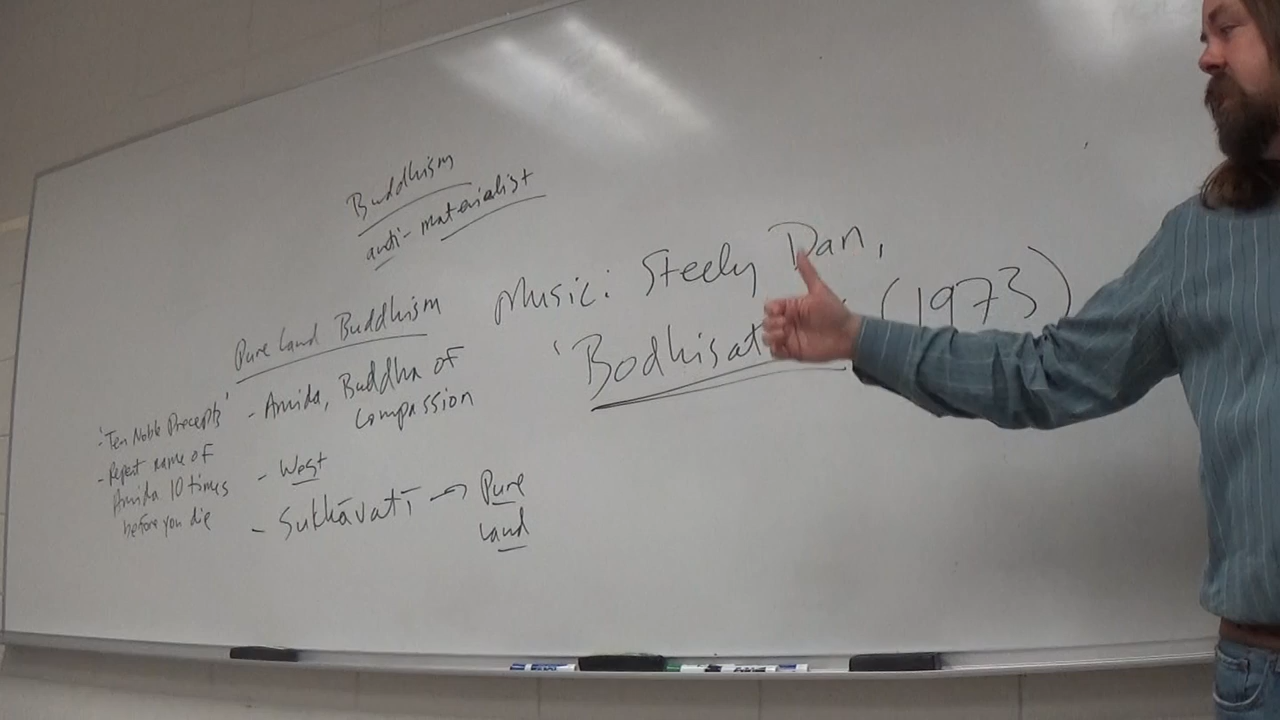 Buddhism
anti-materialist
Music: Steely Dan,
'Bodhisat
(1973)
Pure Land Buddhism
- Amida, Buddha of
compassion
- West
- Sukhāvatī → Pure
Land
- 'Ten Noble Precepts'
- Repeat name of
Amida 10 times
before you die